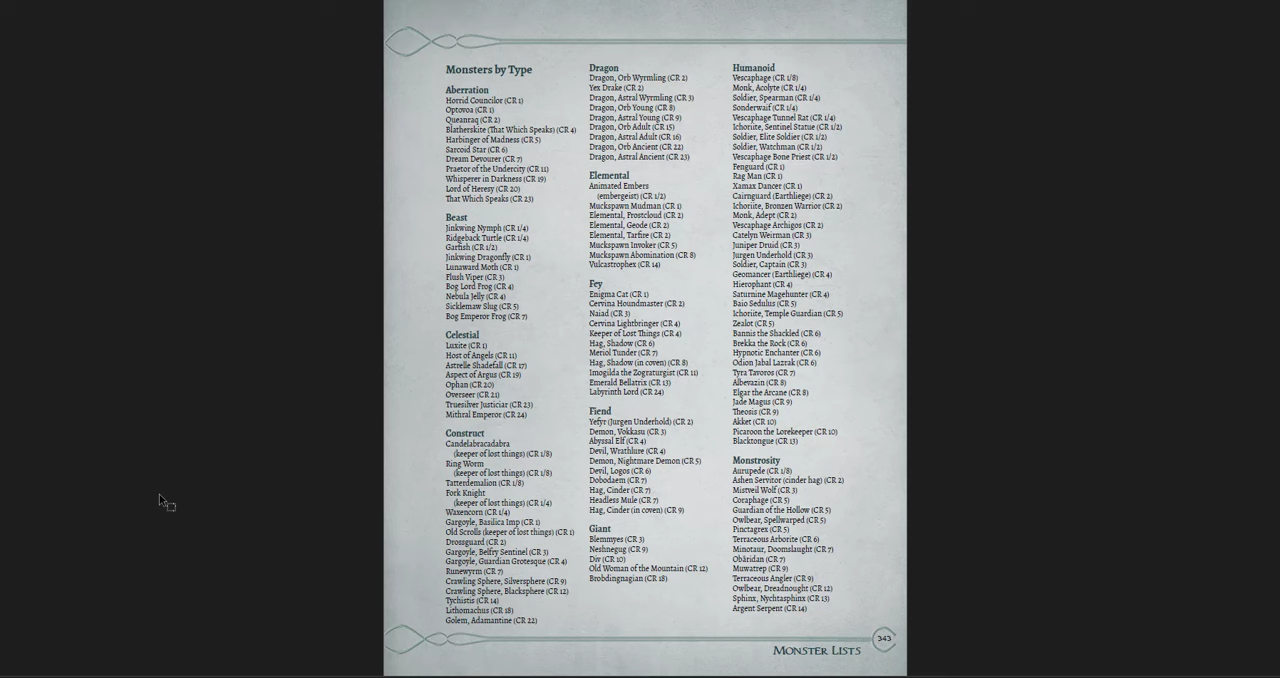 Monsters by Type
Aberration
Horrid Councilor (CR 1)
Optovoa (CR 1)
Queanraq (CR 2)
Blatherskite (That Which Speaks) (CR 4)
Harbinger of Madness (CR 5)
Sarcoid Star (CR 6)
Dream Devourer (CR 7)
Praetor of the Undercity (CR 11)
Whisperer in Darkness (CR 19)
Lord of Heresy (CR 20)
That Which Speaks (CR 23)
Beast
Jinkwing Nymph (CR 1/4)
Ridgeback Turtle (CR 1/4)
Garfish (CR 1/2)
Jinkwing Dragonfly (CR 1)
Lunaward Moth (CR 1)
Flush Viper (CR 3)
Bog Lord Frog (CR 4)
Nebula Jelly (CR 4)
Sicklemaw Slug (CR 5)
Bog Emperor Frog (CR 7)
Celestial
Luxite (CR 1)
Host of Angels (CR 11)
Astrelle Shadefall (CR 17)
Aspect of Argus (CR 19)
Ophan (CR 20)
Overseer (CR 21)
Truesilver Justiciar (CR 23)
Mithral Emperor (CR 24)
Construct
Candelabracadabra
(keeper of lost things) (CR 1/8)
Ring Worm
(keeper of lost things) (CR 1/8)
Tatterdemalion (CR 1/8)
Fork Knight
(keeper of lost things) (CR 1/4)
Waxencorn (CR 1/4)
Gargoyle, Basilica Imp (CR 1)
Old Scrolls (keeper of lost things) (CR 1)
Drossguard (CR 2)
Gargoyle, Belfry Sentinel (CR 3)
Gargoyle, Guardian Grotesque (CR 4)
Runewyrm (CR 7)
Crawling Sphere, Silversphere (CR 9)
Crawling Sphere, Blacksphere (CR 12)
Tychistis (CR 14)
Lithomachus (CR 18)
Golem, Adamantine (CR 22)
Dragon
Dragon, Orb Wyrmling (CR 2)
Yex Drake (CR 2)
Dragon, Astral Wyrmling (CR 3)
Dragon, Orb Young (CR 8)
Dragon, Astral Young (CR 9)
Dragon, Orb Adult (CR 15)
Dragon, Astral Adult (CR 16)
Dragon, Orb Ancient (CR 22)
Dragon, Astral Ancient (CR 23)
Elemental
Animated Embers
(embergeist) (CR 1/2)
Muckspawn Mudman (CR 1)
Elemental, Frostcloud (CR 2)
Elemental, Geode (CR 2)
Elemental, Tarfire (CR 2)
Muckspawn Invoker (CR 5)
Muckspawn Abomination (CR 8)
Vulcastrophex (CR 14)
Fey
Enigma Cat (CR 1)
Cervina Houndmaster (CR 2)
Naiad (CR 3)
Cervina Lightbringer (CR 4)
Keeper of Lost Things (CR 4)
Hag, Shadow (CR 6)
Meriol Tunder (CR 7)
Hag, Shadow (in coven) (CR 8)
Imogilda the Zograturgist (CR 11)
Emerald Bellatrix (CR 13)
Labyrinth Lord (CR 24)
Fiend
Yefyr (Jurgen Underhold) (CR 2)
Demon, Vokkasu (CR 3)
Abyssal Elf (CR 4)
Devil, Wrathlure (CR 4)
Demon, Nightmare Demon (CR 5)
Devil, Logos (CR 6)
Dobodaem (CR 7)
Hag, Cinder (CR 7)
Headless Mule (CR 7)
Hag, Cinder (in coven) (CR 9)
Giant
Blemmyes (CR 3)
Neshnegug (CR 9)
Div (CR 10)
Old Woman of the Mountain (CR 12)
Brobdingnagian (CR 18)
Humanoid
Vescaphage (CR 1/8)
Monk, Acolyte (CR 1/4)
Soldier, Spearman (CR 1/4)
Sonderwaif (CR 1/4)
Vescaphage Tunnel Rat (CR 1/4)
Ichoriite, Sentinel Statue (CR 1/2)
Soldier, Elite Soldier (CR 1/2)
Soldier, Watchman (CR 1/2)
Vescaphage Bone Priest (CR 1/2)
Fenguard (CR 1)
Rag Man (CR 1)
Xamax Dancer (CR 1)
Cairnguard (Earthliege) (CR 2)
Ichoriite, Bronzen Warrior (CR 2)
Monk, Adept (CR 2)
Vescaphage Archigos (CR 2)
Catelyn Weirman (CR 3)
Juniper Druid (CR 3)
Jurgen Underhold (CR 3)
Soldier, Captain (CR 3)
Geomancer (Earthliege) (CR 4)
Hierophant (CR 4)
Saturnine Magehunter (CR 4)
Baio Sedulus (CR 5)
Ichoriite, Temple Guardian (CR 5)
Zealot (CR 5)
Bannis the Shackled (CR 6)
Brekka the Rock (CR 6)
Hypnotic Enchanter (CR 6)
Odion Jabal Lazrak (CR 6)
Tyra Tavoros (CR 7)
Albevazin (CR 8)
Elgar the Arcane (CR 8)
Jade Magus (CR 9)
Theosis (CR 9)
Akket (CR 10)
Picaroon the Lorekeeper (CR 10)
Blacktongue (CR 13)
Monstrosity
Aurupede (CR 1/8)
Ashen Servitor (cinder hag) (CR 2)
Mistveil Wolf (CR 3)
Coraphage (CR 5)
Guardian of the Hollow (CR 5)
Owlbear, Spellwarped (CR 5)
Pinctagrex (CR 5)
Terraceous Arborite (CR 6)
Minotaur, Doomslaught (CR 7)
Obâridan (CR 7)
Muwatrep (CR 9)
Terraceous Angler (CR 9)
Owlbear, Dreadnought (CR 12)
Sphinx, Nychtasphinx (CR 13)
Argent Serpent (CR 14)
343
Monster Lists